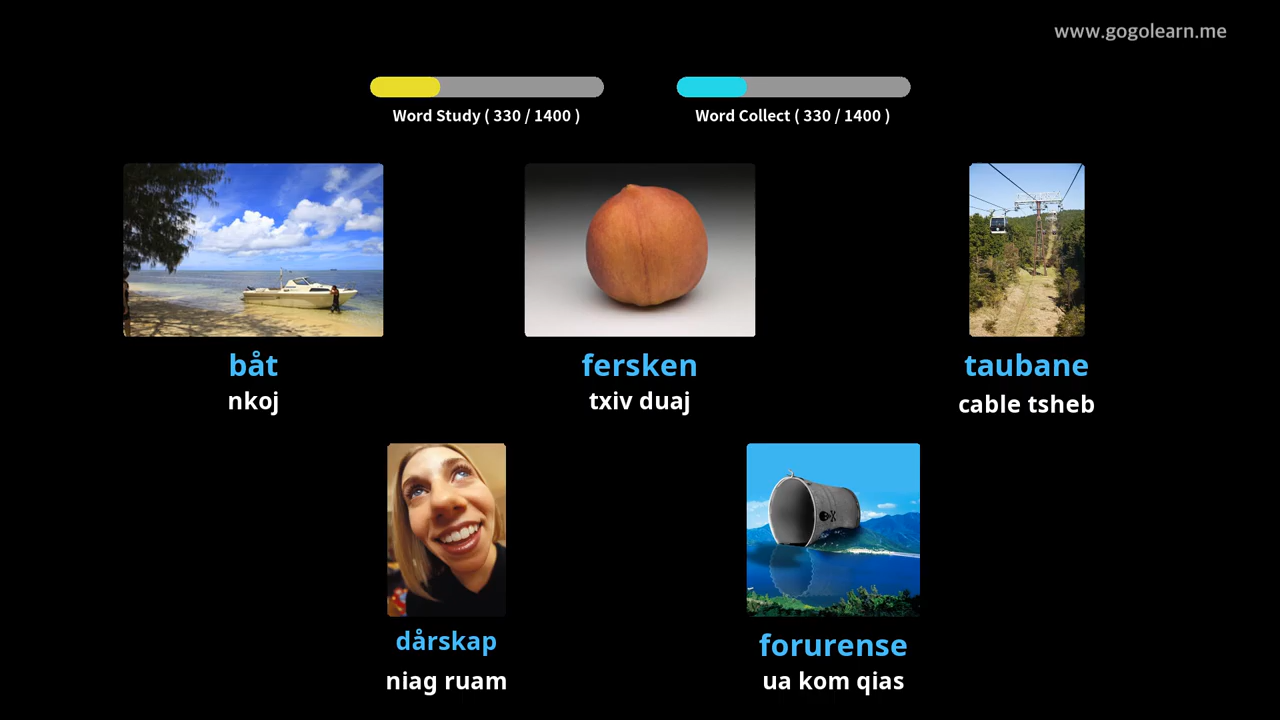 www.gogolearn.me
Word Study ( 330 / 1400 )
Word Collect ( 330 / 1400 )
båt
nkoj
fersken
txiv duaj
taubane
cable tsheb
dårskap
niag ruam
forurense
ua kom qias